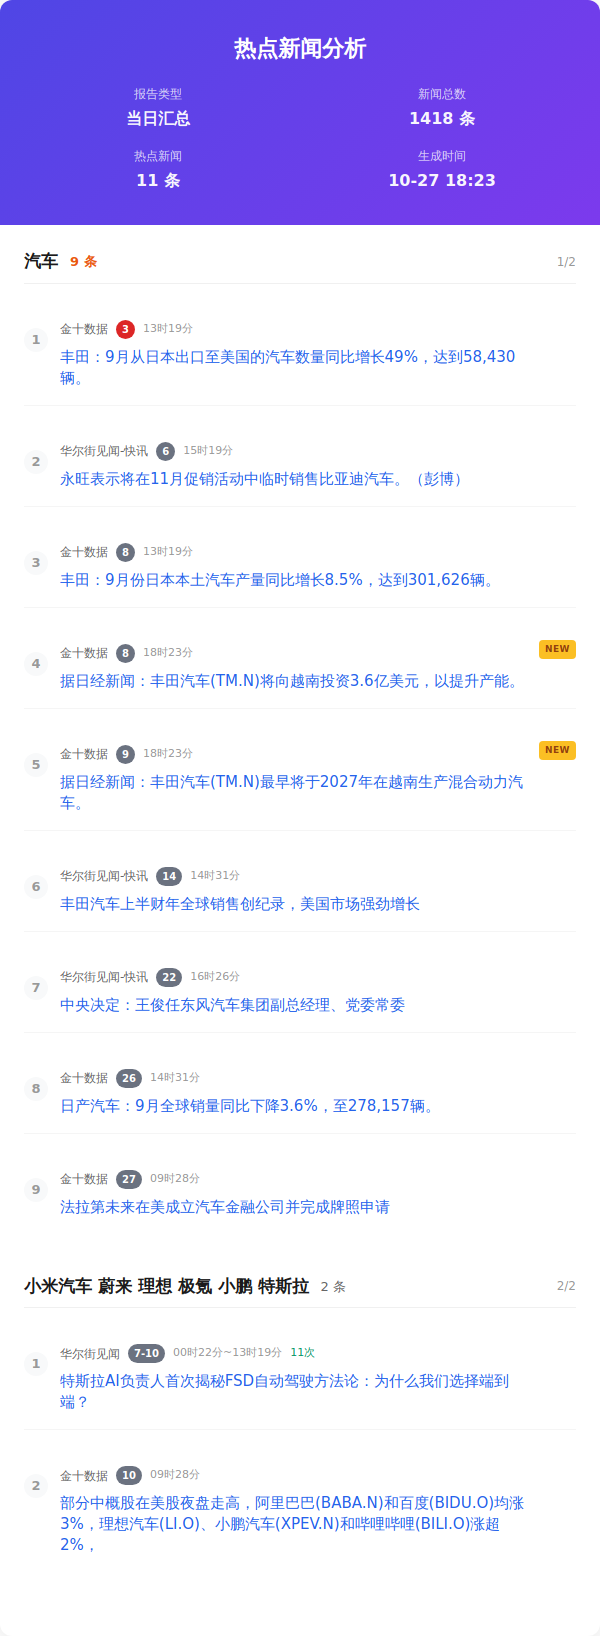 热点新闻分析
报告类型
新闻总数
当日汇总
1418 条
热点新闻
生成时间
11 条
10-27 18:23
汽车 9 条 1/2
1
金十数据 3 13时19分
丰田：9月从日本出口至美国的汽车数量同比增长49%，达到58,430
辆。
2
华尔街见闻-快讯 6 15时19分
永旺表示将在11月促销活动中临时销售比亚迪汽车。（彭博）
3
金十数据 8 13时19分
丰田：9月份日本本土汽车产量同比增长8.5%，达到301,626辆。
4
金十数据 8 18时23分 NEW
据日经新闻：丰田汽车(TM.N)将向越南投资3.6亿美元，以提升产能。
5
金十数据 9 18时23分 NEW
据日经新闻：丰田汽车(TM.N)最早将于2027年在越南生产混合动力汽
车。
6
华尔街见闻-快讯 14 14时31分
丰田汽车上半财年全球销售创纪录，美国市场强劲增长
7
华尔街见闻-快讯 22 16时26分
中央决定：王俊任东风汽车集团副总经理、党委常委
8
金十数据 26 14时31分
日产汽车：9月全球销量同比下降3.6%，至278,157辆。
9
金十数据 27 09时28分
法拉第未来在美成立汽车金融公司并完成牌照申请
小米汽车 蔚来 理想 极氪 小鹏 特斯拉 2 条 2/2
1
华尔街见闻 7-10 00时22分~13时19分 11次
特斯拉AI负责人首次揭秘FSD自动驾驶方法论：为什么我们选择端到
端？
2
金十数据 10 09时28分
部分中概股在美股夜盘走高，阿里巴巴(BABA.N)和百度(BIDU.O)均涨
3%，理想汽车(LI.O)、小鹏汽车(XPEV.N)和哔哩哔哩(BILI.O)涨超
2%，